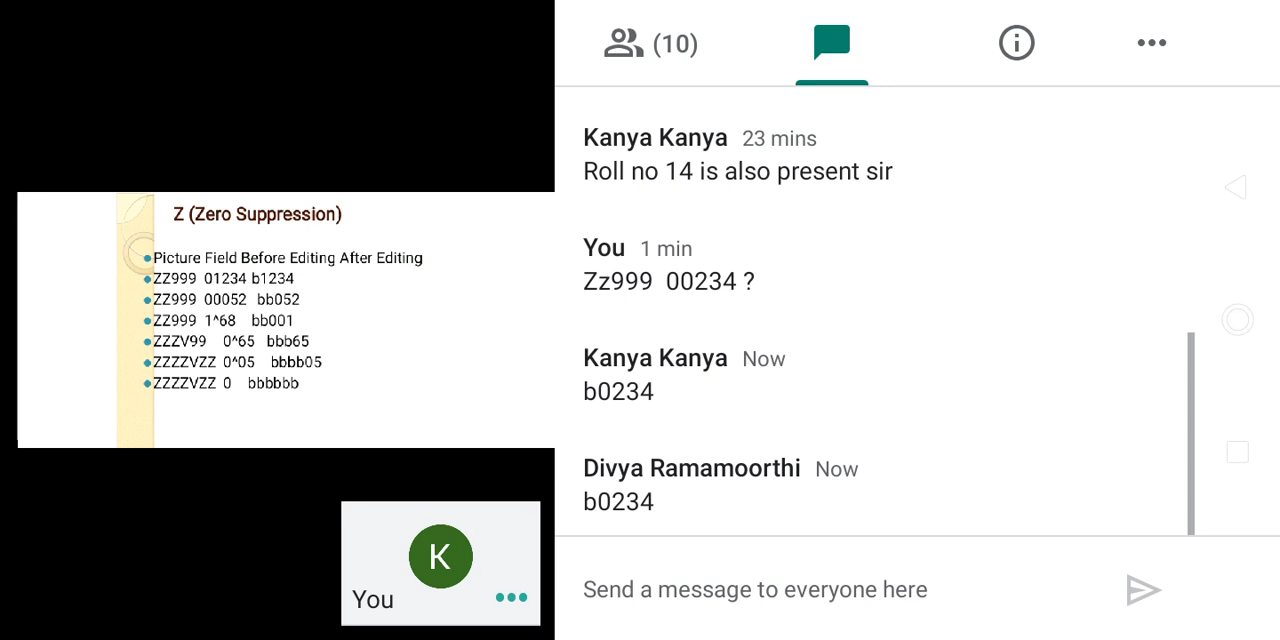 Z (Zero Suppression)
Picture Field Before Editing After Editing
ZZ999 01234 b1234
ZZ999 00052 bb052
ZZ999 1^68 bb001
ZZZV99 0^65 bbb65
ZZZZVZZ 0^05 bbbb05
ZZZZVZZ 0 bbbbbb
K
You
(10)
Kanya Kanya 23 mins
Roll no 14 is also present sir
You 1 min
Zz999 00234 ?
Kanya Kanya Now
b0234
Divya Ramamoorthi Now
b0234
Send a message to everyone here